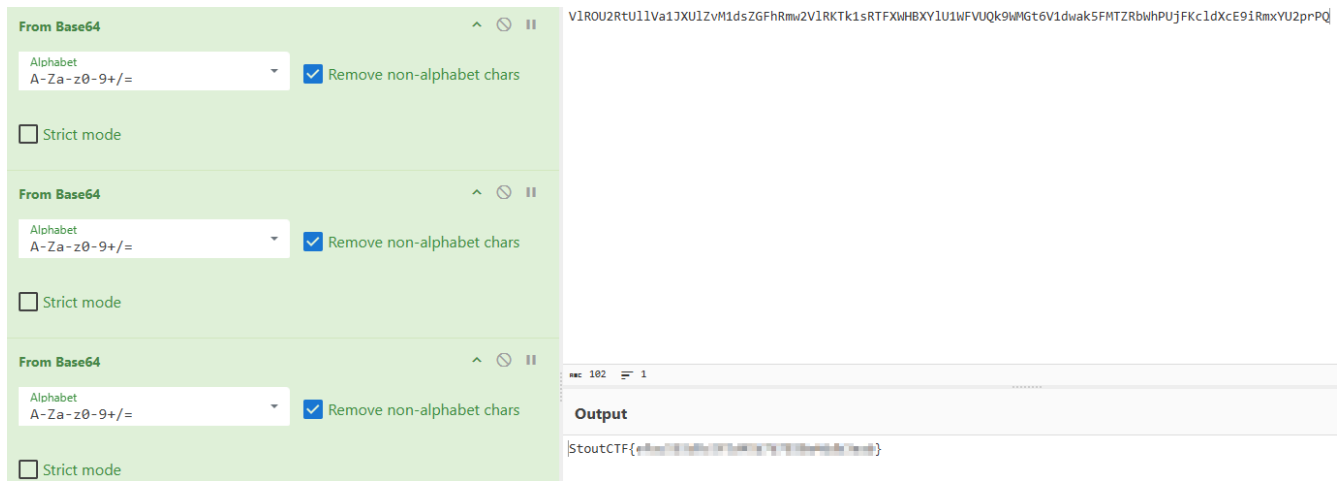 From Base64
Alphabet
A-Za-z0-9+/=
Remove non-alphabet chars
Strict mode
From Base64
Alphabet
A-Za-z0-9+/=
Remove non-alphabet chars
Strict mode
From Base64
Alphabet
A-Za-z0-9+/=
Remove non-alphabet chars
Strict mode
VlROU2RtUllVa1JXUlZvM1dsZGFhRmw2VlRKTk1sRTFXWHBXYlU1WFVUQk9WMGt6V1dwak5FMTZRbWhPUjFKcldXcE9iRmxYU2prPQ
ᴀʙᴄ 102 1
Output
StoutCTF{ }